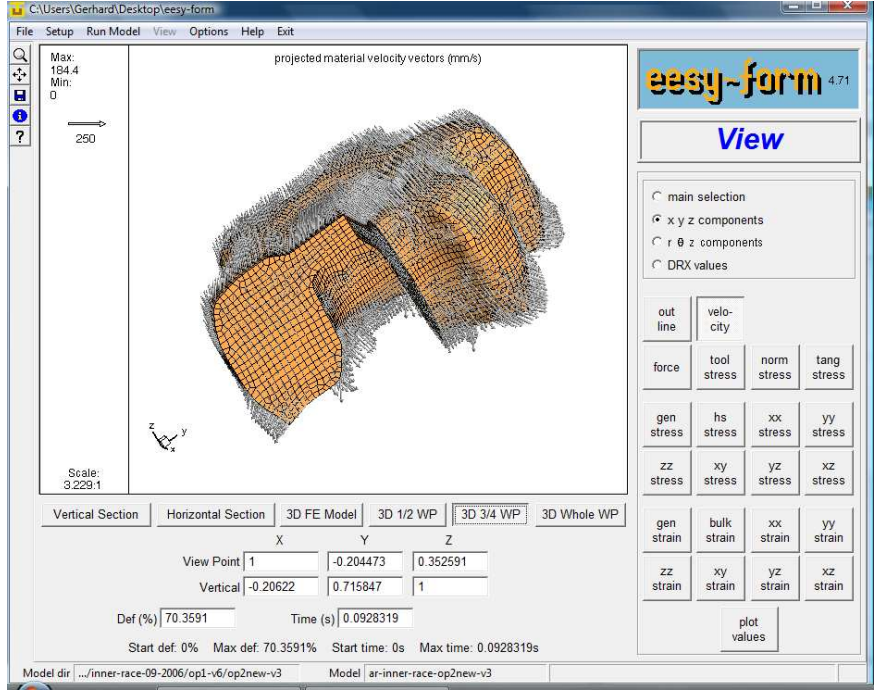 C:\Users\Gerhard\Desktop\eesy-form
File Setup Run Model View Options Help Exit
Max:
184.4
Min:
0
250
projected material velocity vectors (mm/s)
z y
x
Scale:
3.229:1
eesy-form 4.71
View
main selection
x y z components
r θ z components
DRX values
out line
velo-city
force
tool stress
norm stress
tang stress
gen stress
hs stress
xx stress
yy stress
zz stress
xy stress
yz stress
xz stress
gen strain
bulk strain
xx strain
yy strain
zz strain
xy strain
yz strain
xz strain
plot values
Vertical Section
Horizontal Section
3D FE Model
3D 1/2 WP
3D 3/4 WP
3D Whole WP
X Y Z
View Point 1 -0.204473 0.352591
Vertical -0.20622 0.715847 1
Def (%) 70.3591 Time (s) 0.0928319
Start def: 0% Max def: 70.3591% Start time: 0s Max time: 0.0928319s
Model dir .../inner-race-09-2006/op1-v6/op2new-v3 Model ar-inner-race-op2new-v3